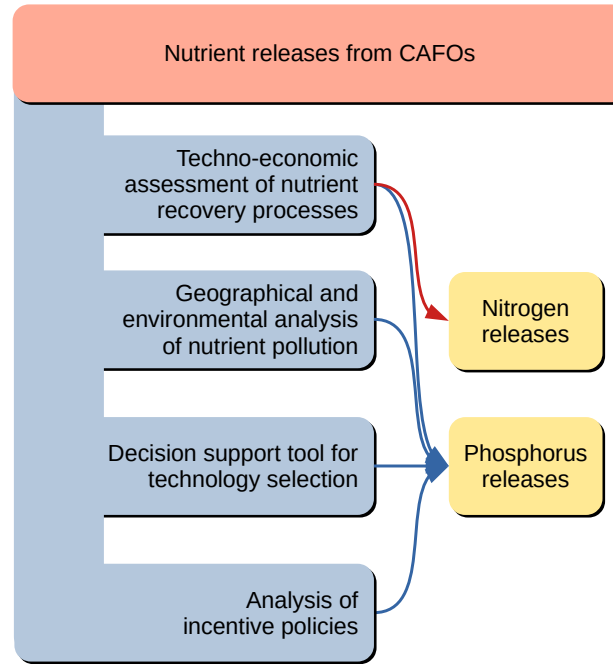 Nutrient releases from CAFOs
Techno-economic
assessment of nutrient
recovery processes
Geographical and
environmental analysis
of nutrient pollution
Nitrogen
releases
Decision support tool for
technology selection
Phosphorus
releases
Analysis of
incentive policies